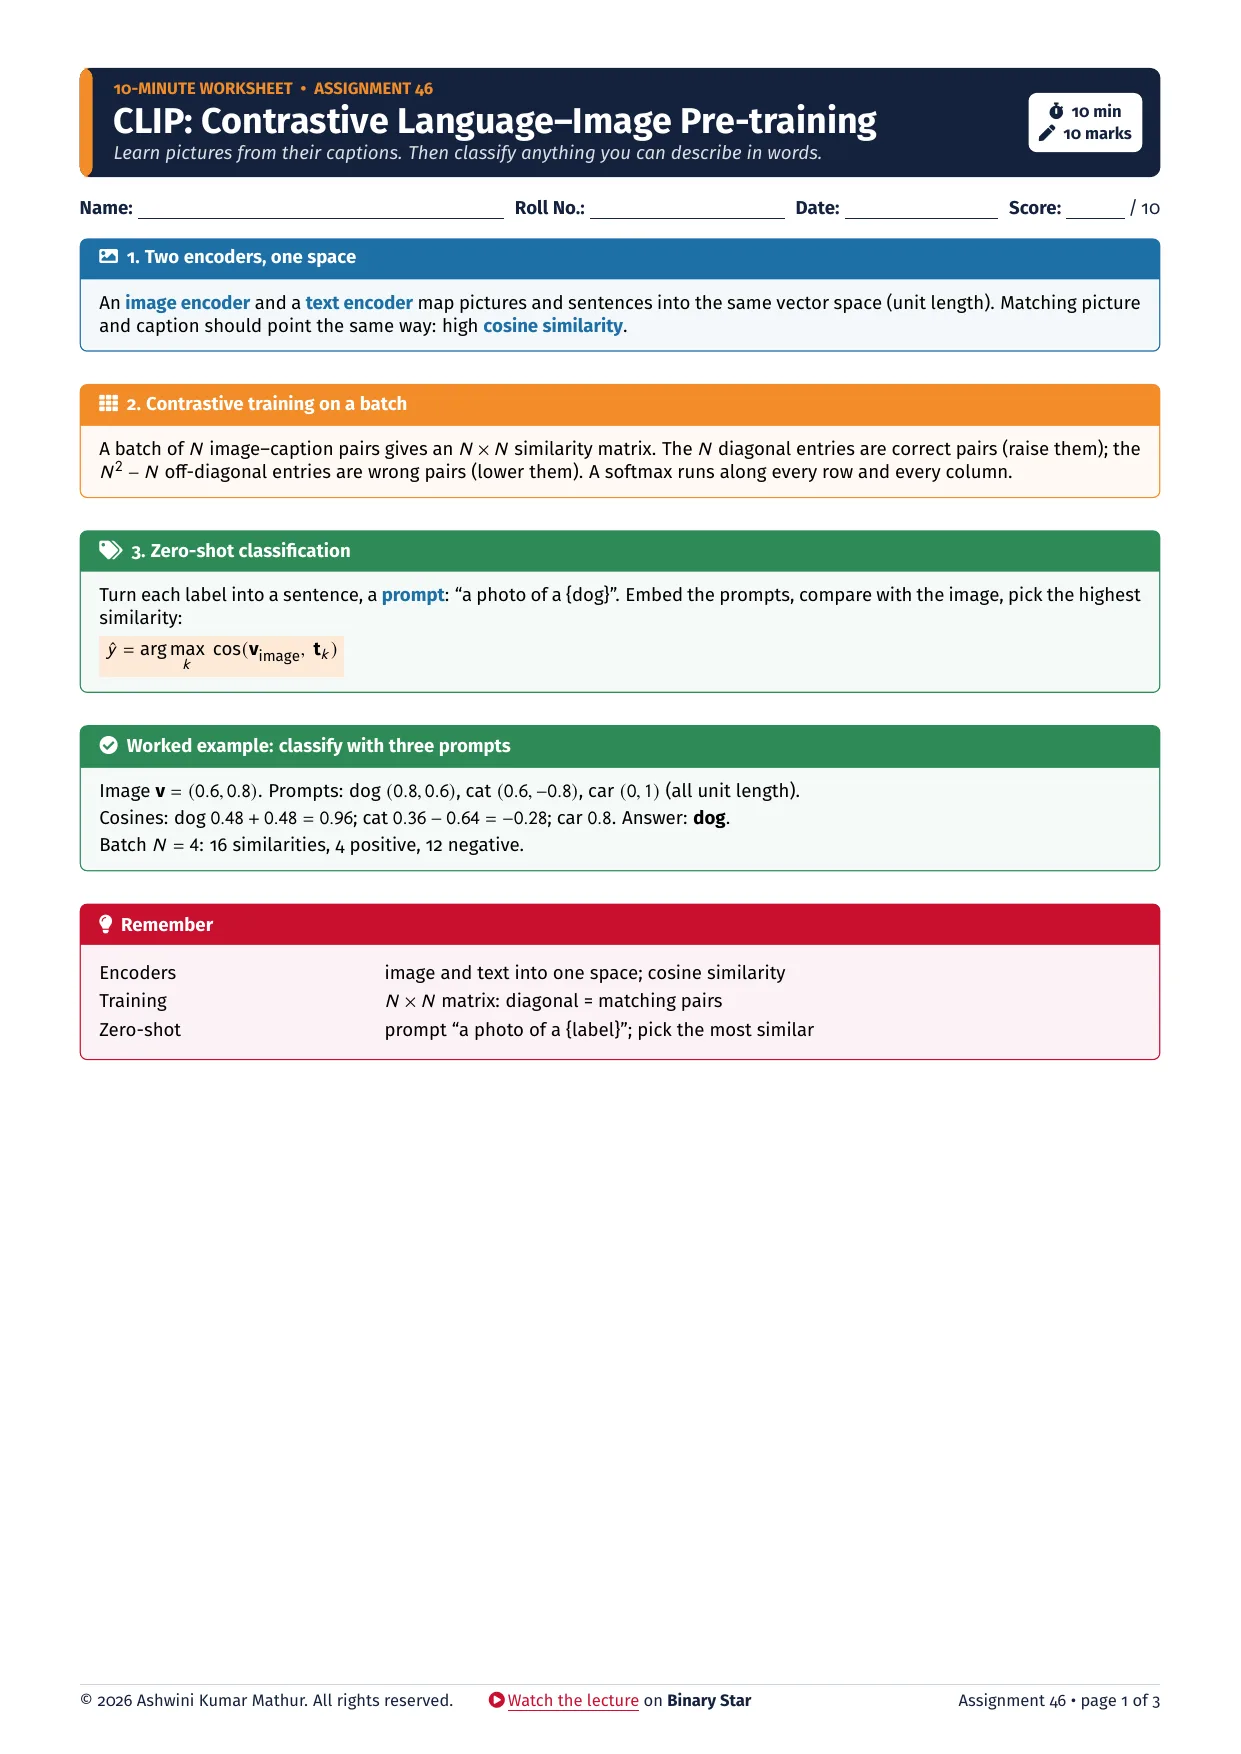 10-MINUTE WORKSHEET • ASSIGNMENT 46
CLIP: Contrastive Language–Image Pre-training
Learn pictures from their captions. Then classify anything you can describe in words.
10 min
10 marks
Name: Roll No.: Date: Score: / 10
1. Two encoders, one space
An image encoder and a text encoder map pictures and sentences into the same vector space (unit length). Matching picture
and caption should point the same way: high cosine similarity.
2. Contrastive training on a batch
A batch of N image–caption pairs gives an N × N similarity matrix. The N diagonal entries are correct pairs (raise them); the
N² − N off-diagonal entries are wrong pairs (lower them). A softmax runs along every row and every column.
3. Zero-shot classification
Turn each label into a sentence, a prompt: “a photo of a {dog}”. Embed the prompts, compare with the image, pick the highest
similarity:
ŷ = arg max_k cos(v_image, t_k)
Worked example: classify with three prompts
Image v = (0.6, 0.8). Prompts: dog (0.8, 0.6), cat (0.6, −0.8), car (0, 1) (all unit length).
Cosines: dog 0.48 + 0.48 = 0.96; cat 0.36 − 0.64 = −0.28; car 0.8. Answer: dog.
Batch N = 4: 16 similarities, 4 positive, 12 negative.
Remember
Encoders image and text into one space; cosine similarity
Training N × N matrix: diagonal = matching pairs
Zero-shot prompt “a photo of a {label}”; pick the most similar
© 2026 Ashwini Kumar Mathur. All rights reserved. Watch the lecture on Binary Star Assignment 46 • page 1 of 3